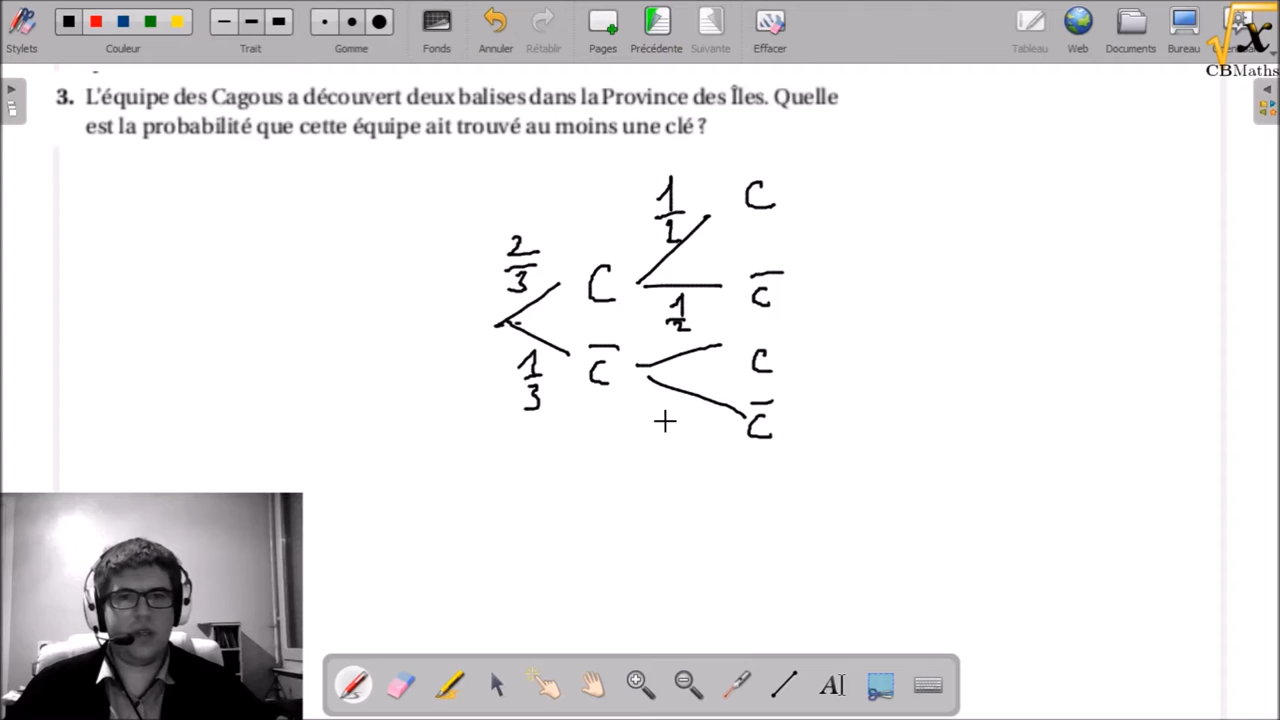 Stylets Couleur Trait Gomme Fonds Annuler Rétablir Pages Précédente Suivante Effacer Tableau Web Documents Bureau
CBMaths
3. L'équipe des Cagous a découvert deux balises dans la Province des Îles. Quelle
est la probabilité que cette équipe ait trouvé au moins une clé ?
1/2 C
2/3 C
1/2 C̅
1/3 C̅
C
C̅
AI